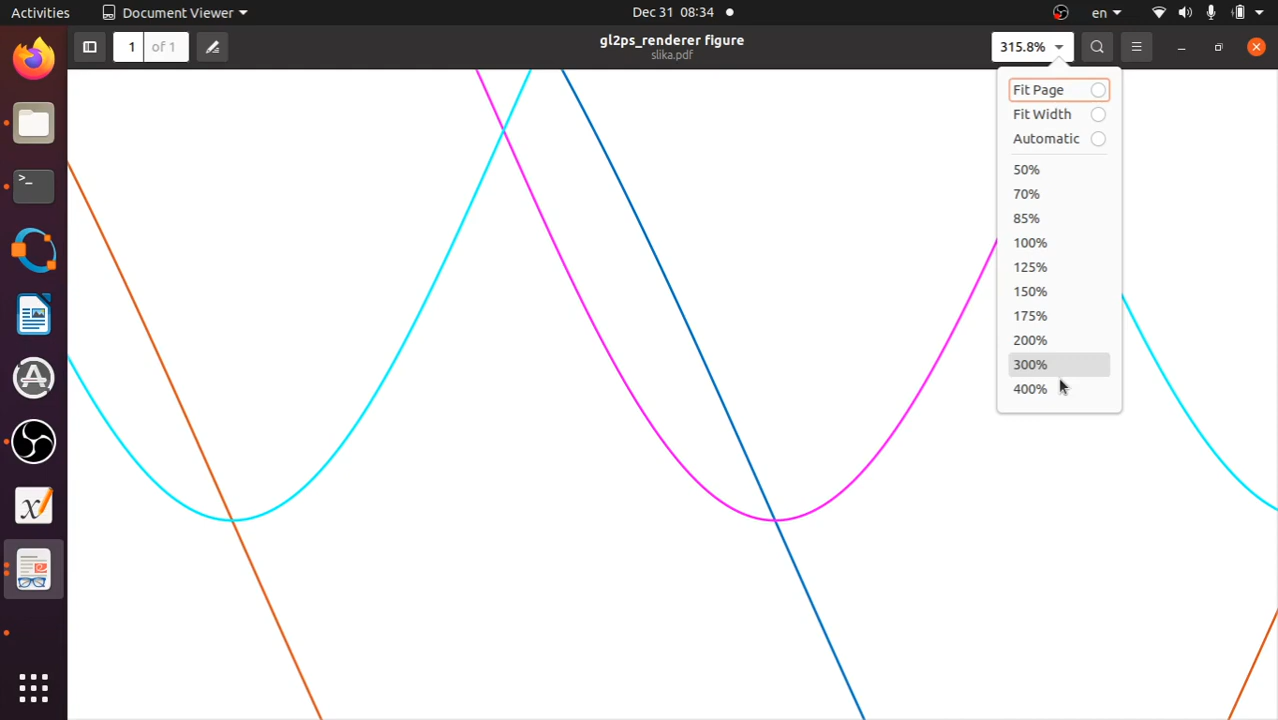 Activities
Document Viewer
Dec 31 08:34
en
1
of 1
gl2ps_renderer figure
slika.pdf
315.8%
Fit Page
Fit Width
Automatic
50%
70%
85%
100%
125%
150%
175%
200%
300%
400%